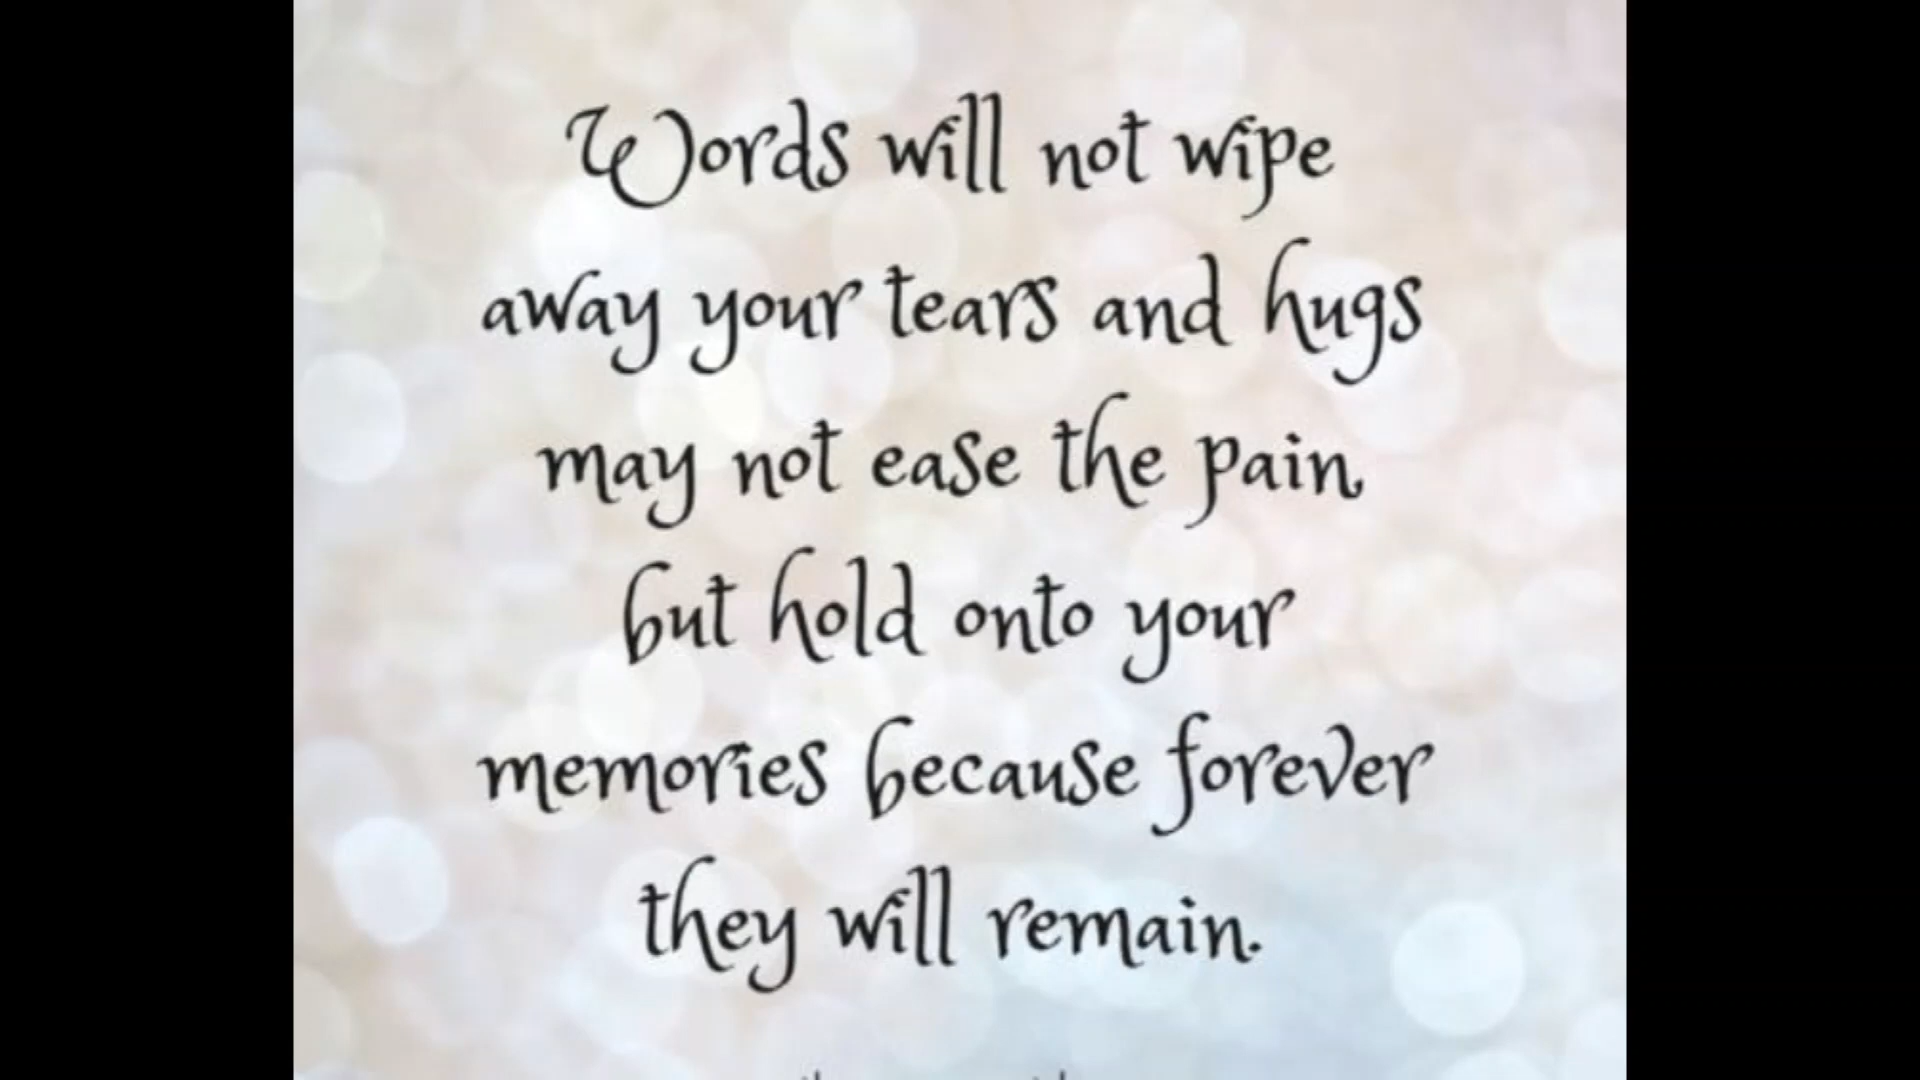 Words will not wipe
away your tears and hugs
may not ease the pain,
but hold onto your
memories because forever
they will remain.